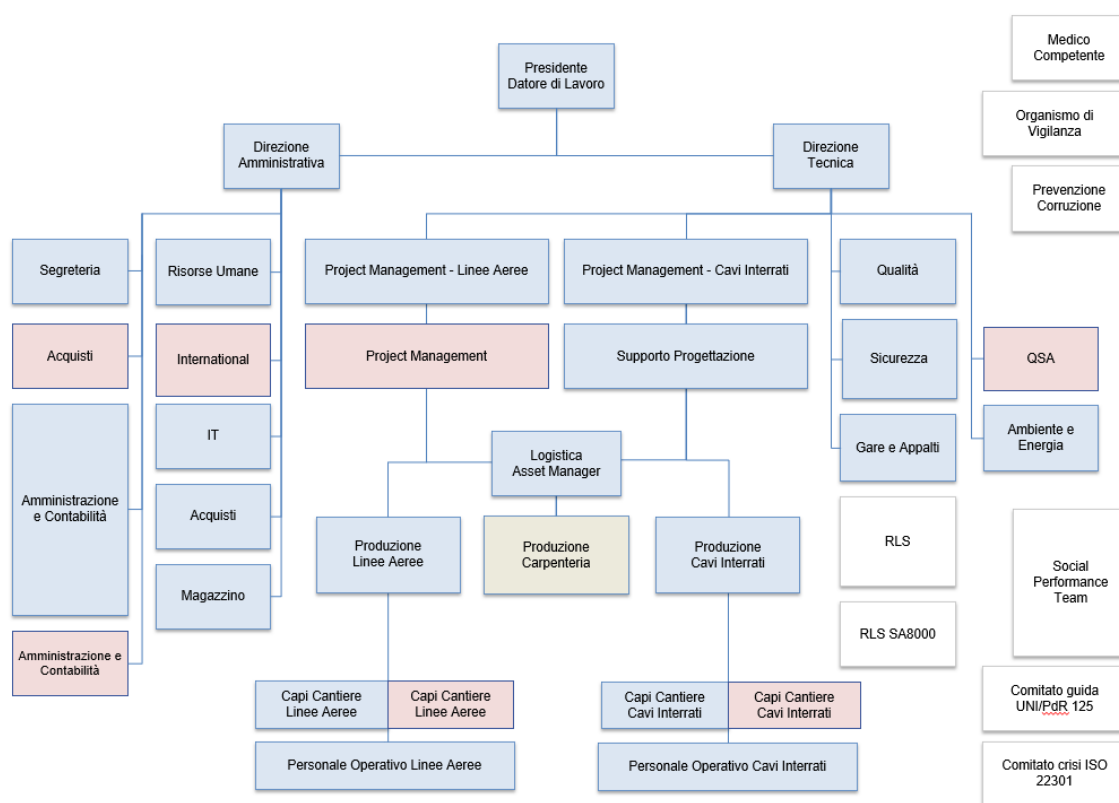 Medico
Competente
Presidente
Datore di Lavoro
Organismo di
Vigilanza
Direzione
Amministrativa
Direzione
Tecnica
Prevenzione
Corruzione
Segreteria
Risorse Umane
Project Management - Linee Aeree
Project Management - Cavi Interrati
Qualità
Acquisti
International
Project Management
Supporto Progettazione
Sicurezza
QSA
IT
Logistica
Asset Manager
Gare e Appalti
Ambiente e
Energia
Amministrazione
e Contabilità
Acquisti
Produzione
Linee Aeree
Produzione
Carpenteria
Produzione
Cavi Interrati
RLS
Social
Performance
Team
Magazzino
RLS SA8000
Amministrazione e
Contabilità
Capi Cantiere
Linee Aeree
Capi Cantiere
Linee Aeree
Capi Cantiere
Cavi Interrati
Capi Cantiere
Cavi Interrati
Comitato guida
UNI/PdR 125
Personale Operativo Linee Aeree
Personale Operativo Cavi Interrati
Comitato crisi ISO
22301